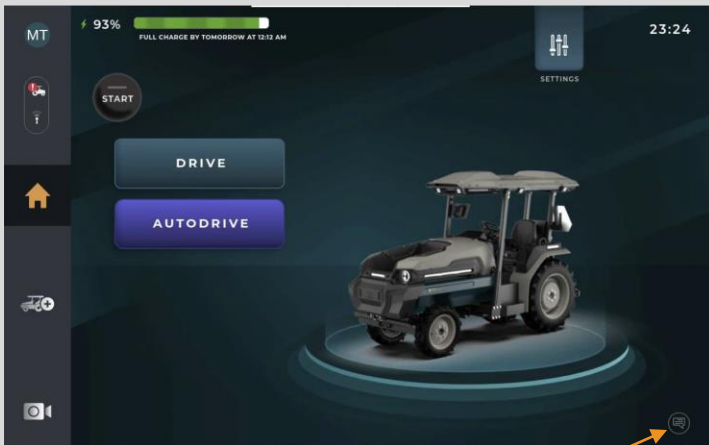 MT
93%
FULL CHARGE BY TOMORROW AT 12:12 AM
23:24
SETTINGS
START
DRIVE
AUTODRIVE